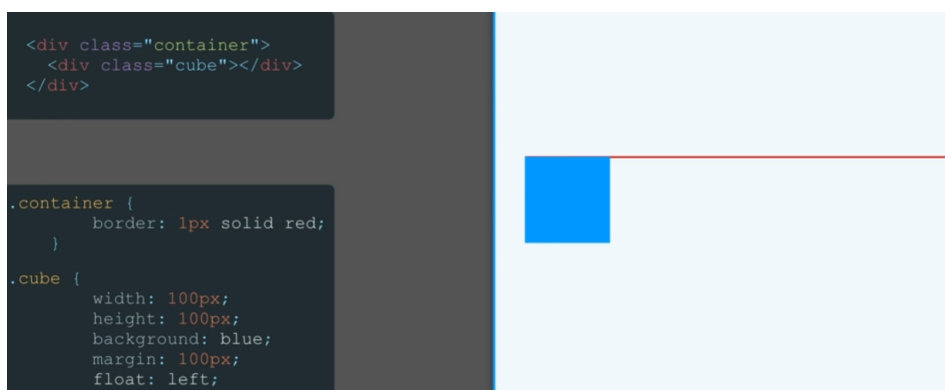 <div class="container">
<div class="cube"></div>
</div>
.container {
border: 1px solid red;
}
.cube {
width: 100px;
height: 100px;
background: blue;
margin: 100px;
float: left;